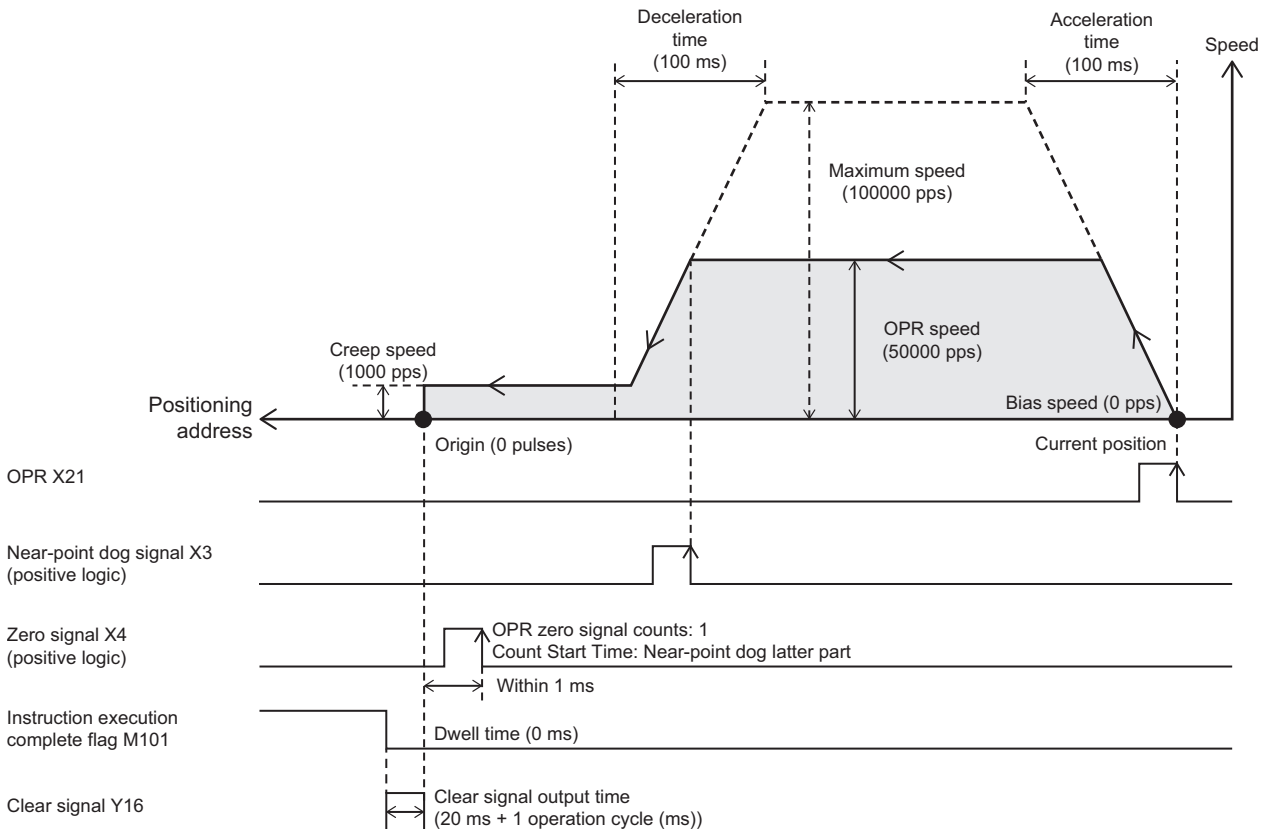 Deceleration
time
(100 ms)
Acceleration
time
(100 ms)
Speed
Maximum speed
(100000 pps)
OPR speed
(50000 pps)
Creep speed
(1000 pps)
Bias speed (0 pps)
Positioning
address
Origin (0 pulses)
Current position
OPR X21
Near-point dog signal X3
(positive logic)
Zero signal X4
(positive logic)
OPR zero signal counts: 1
Count Start Time: Near-point dog latter part
Within 1 ms
Instruction execution
complete flag M101
Dwell time (0 ms)
Clear signal Y16
Clear signal output time
(20 ms + 1 operation cycle (ms))